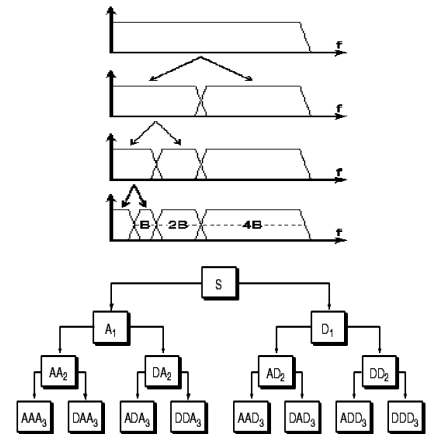 f
f
f
B 2B 4B f
S
A₁ D₁
AA₂ DA₂ AD₂ DD₂
AAA₃ DAA₃ ADA₃ DDA₃ AAD₃ DAD₃ ADD₃ DDD₃